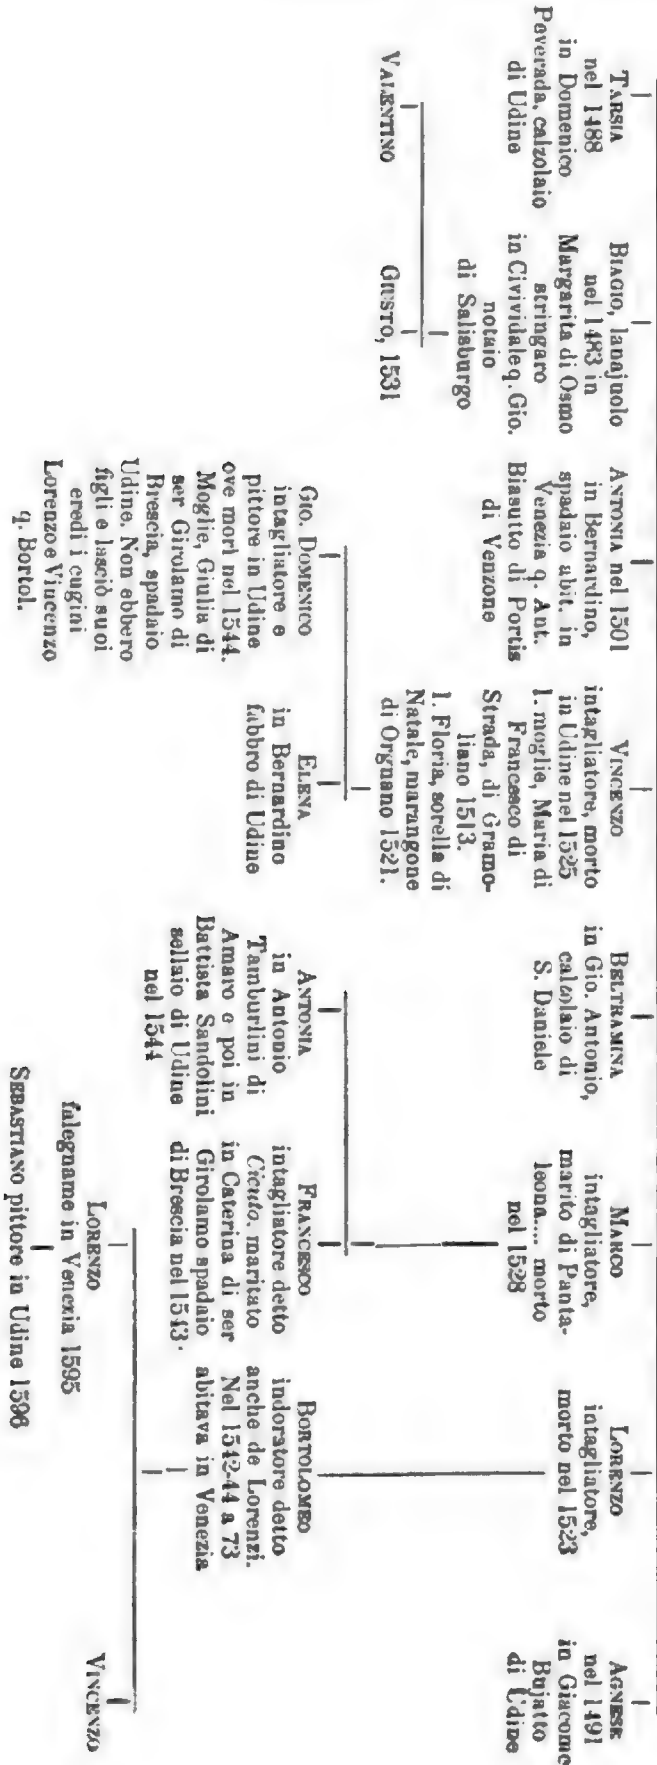 TARSIA
nel 1488
in Domenico
Peverada, calzolaio
di Udine
BIAGIO, lanajuolo
nel 1483 in
Margarita di Osmo
stringaro
in Cividale q. Gio.
notaio
di Salisburgo
ANTONIA nel 1501
in Bernardino,
spadaio abit. in
Venezia q. Ant.
Biasutto di Portis
di Venzone
VINCENZO
intagliatore, morto
in Udine nel 1525
1. moglie, Maria di
Francesco di
Strada, di Gramo-
liano 1513.
1. Floria, sorella di
Natale, marangone
di Orgnano 1521.
BELTRAMINA
in Gio. Antonio,
calzolaio di
S. Daniele
MARCO
intagliatore,
marito di Panta-
leona.... morto
nel 1528
LORENZO
intagliatore,
morto nel 1523
AGNESE
nel 1491
in Giacomo
Bujatto
di Udine
VALENTINO
GIUSTO, 1531
GIO. DOMENICO
intagliatore e
pittore in Udine
ove morì nel 1544.
Moglie, Giulia di
ser Girolamo di
Brescia, spadaio
Udine. Non ebbero
figli e lasciò suoi
eredi i cugini
Lorenzo e Vincenzo
q. Bortol.
ELENA
in Bernardino
fabbro di Udine
ANTONIA
in Antonio
Tamburlini di
Amaro e poi in
Battista Sandolini
sellaio di Udine
nel 1544
FRANCESCO
intagliatore detto
Cicuto, maritato
in Caterina di ser
Girolamo spadaio
di Brescia nel 1543.
BORTOLOMEO
indoratore detto
anche de Lorenzi.
Nel 1542-44 a 73
abitava in Venezia
LORENZO
falegname in Venezia 1595
VINCENZO
SEBASTIANO pittore in Udine 1596